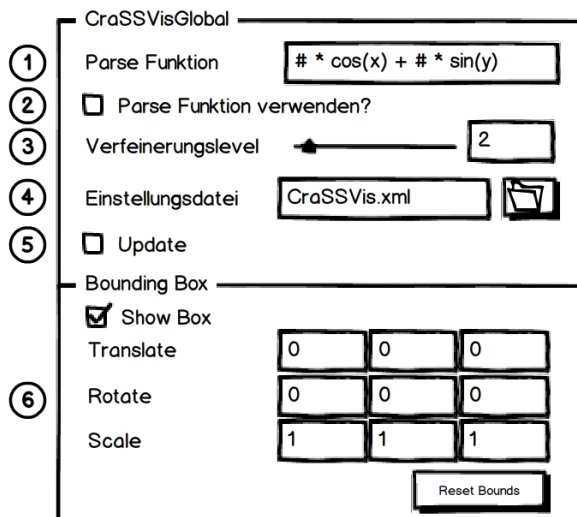 CraSSVisGlobal
1 Parse Funktion # * cos(x) + # * sin(y)
2 Parse Funktion verwenden?
3 Verfeinerungslevel 2
4 Einstellungsdatei CraSSVis.xml
5 Update
Bounding Box
Show Box
Translate 0 0 0
6 Rotate 0 0 0
Scale 1 1 1
Reset Bounds